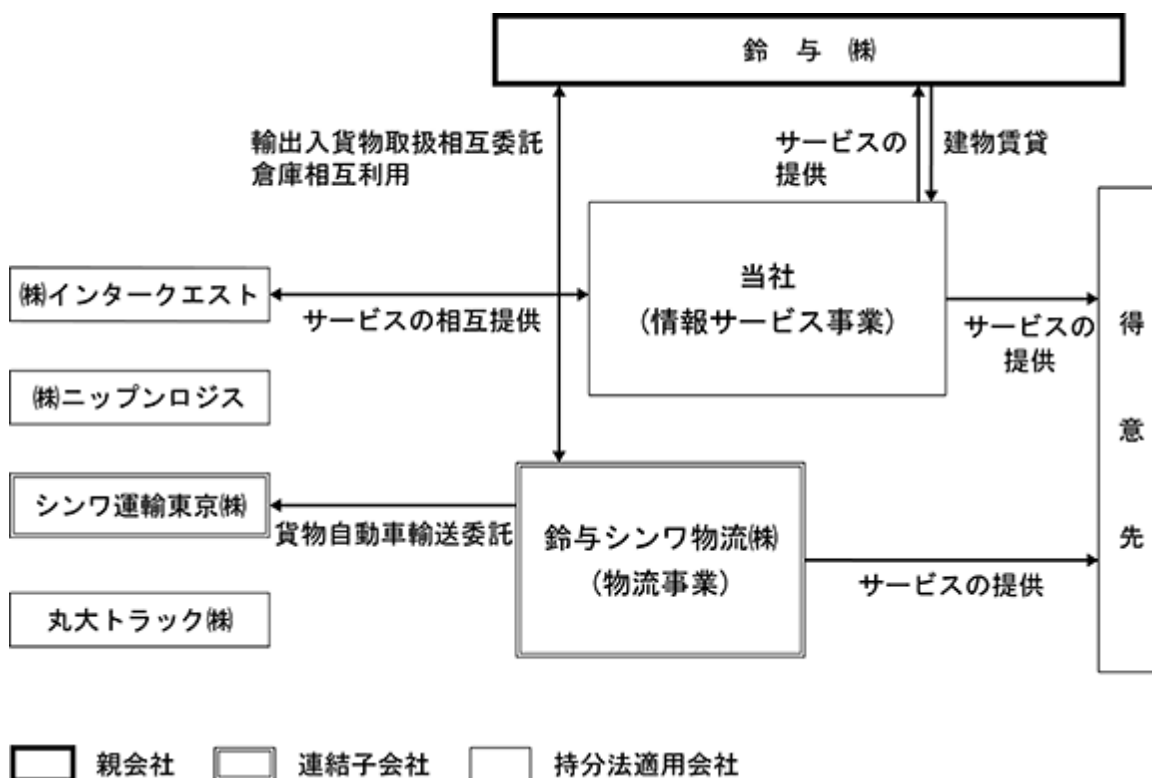 鈴与㈱
輸出入貨物取扱相互委託
倉庫相互利用
サービスの
提供
建物賃貸
㈱インタークエスト
サービスの相互提供
当社
（情報サービス事業）
サービスの
提供
得意先
㈱ニップンロジス
シンワ運輸東京㈱
貨物自動車輸送委託
鈴与シンワ物流㈱
（物流事業）
サービスの提供
丸大トラック㈱
親会社
連結子会社
持分法適用会社